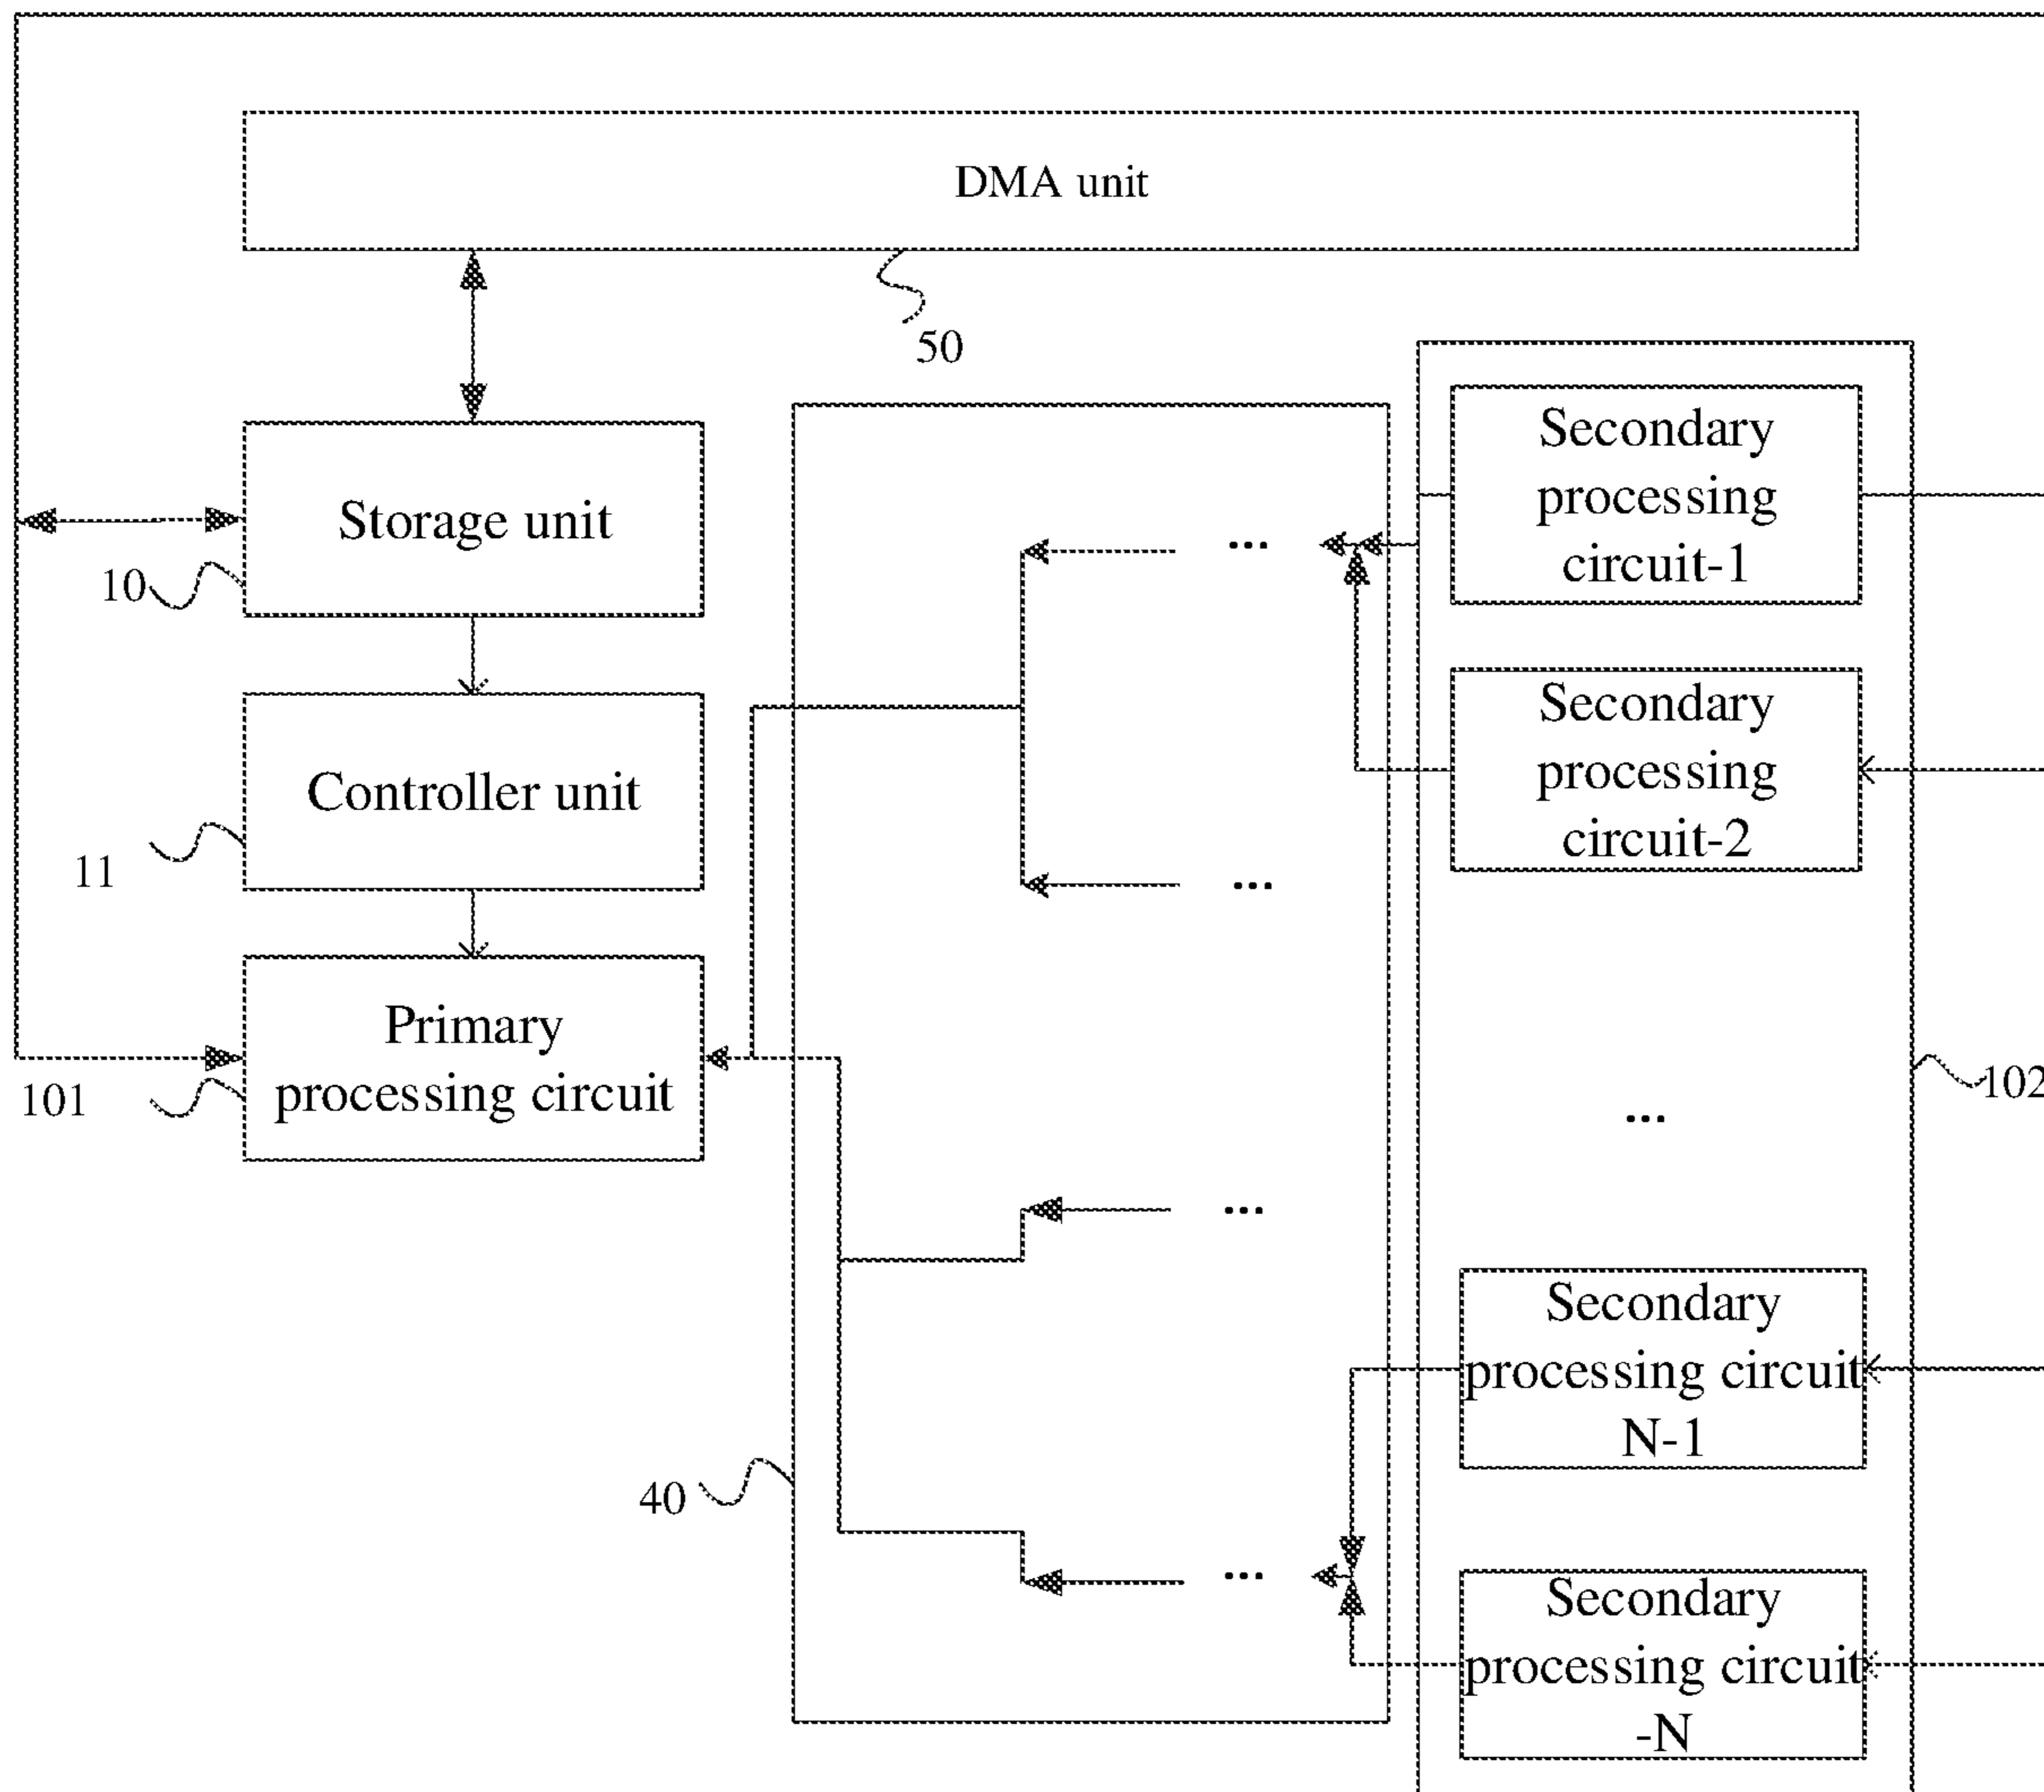 DMA unit
50
Storage unit
10
Controller unit
11
Primary
processing circuit
101
40
...
...
...
...
Secondary
processing
circuit-1
Secondary
processing
circuit-2
...
102
Secondary
processing circuit
N-1
Secondary
processing circuit
-N